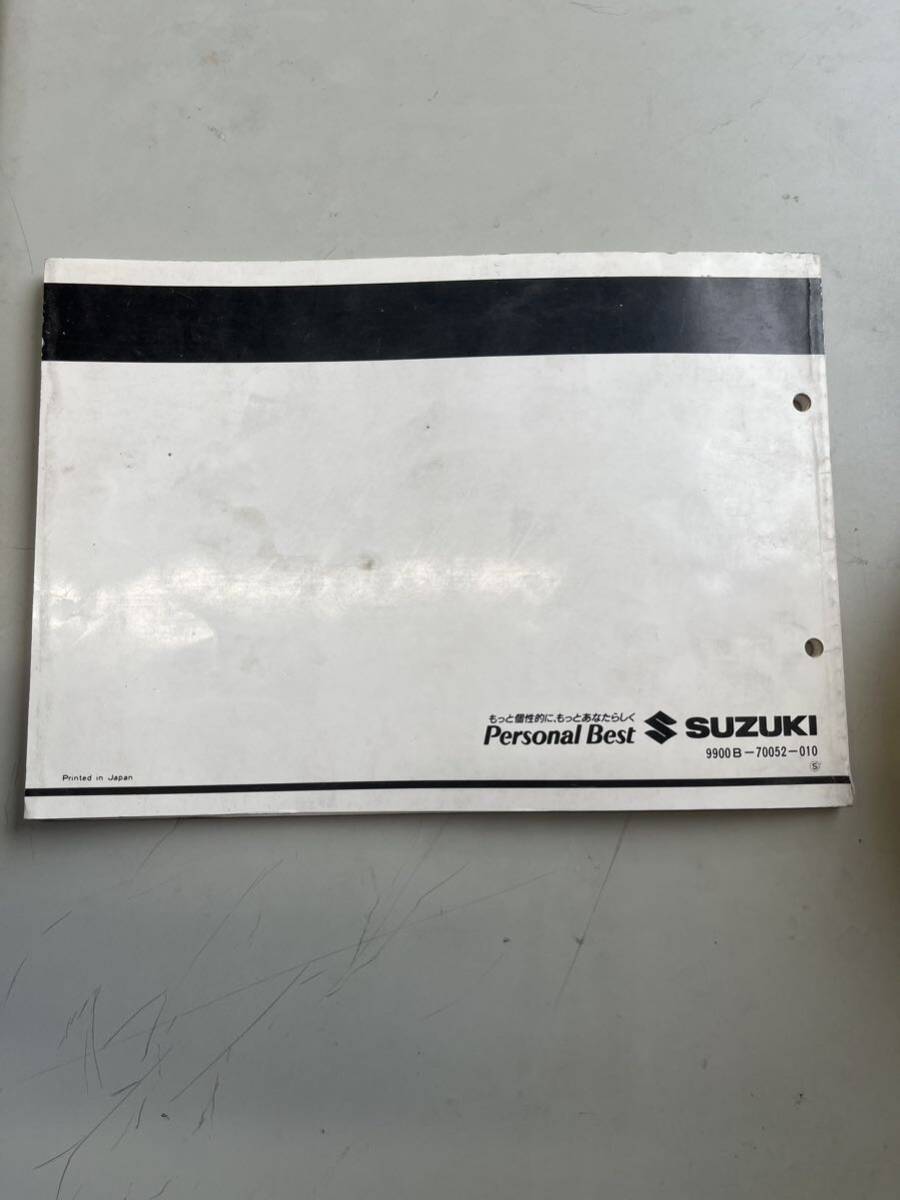 もっと個性的に、もっとあなたらしく
Personal Best SUZUKI
9900B-70052-010
S
Printed in Japan